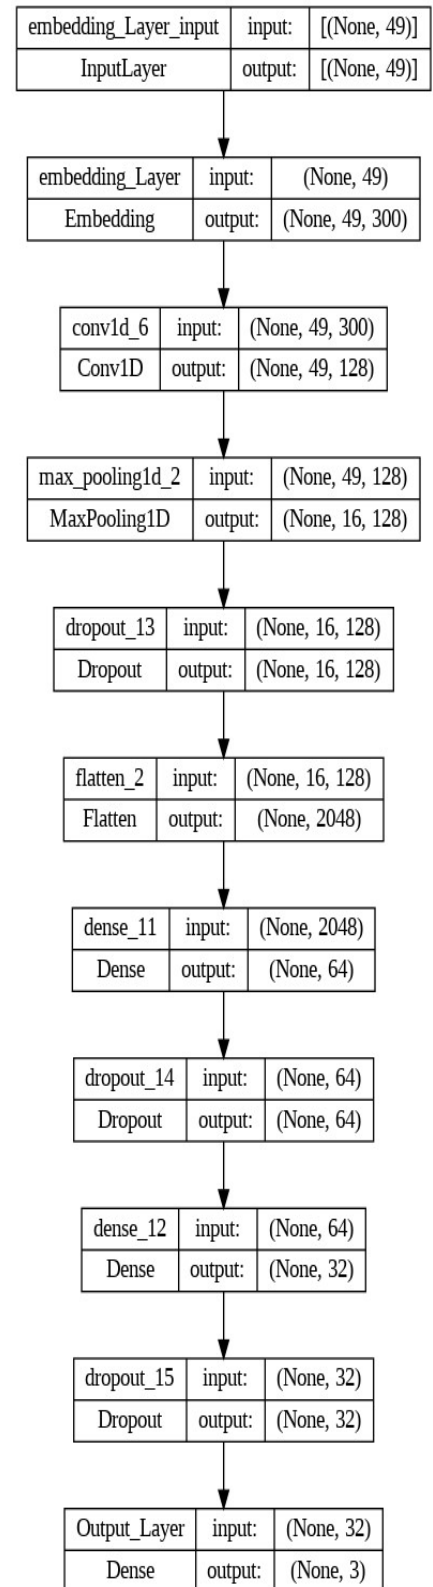 embedding_Layer_input input: [(None, 49)]
InputLayer output: [(None, 49)]
embedding_Layer input: (None, 49)
Embedding output: (None, 49, 300)
conv1d_6 input: (None, 49, 300)
Conv1D output: (None, 49, 128)
max_pooling1d_2 input: (None, 49, 128)
MaxPooling1D output: (None, 16, 128)
dropout_13 input: (None, 16, 128)
Dropout output: (None, 16, 128)
flatten_2 input: (None, 16, 128)
Flatten output: (None, 2048)
dense_11 input: (None, 2048)
Dense output: (None, 64)
dropout_14 input: (None, 64)
Dropout output: (None, 64)
dense_12 input: (None, 64)
Dense output: (None, 32)
dropout_15 input: (None, 32)
Dropout output: (None, 32)
Output_Layer input: (None, 32)
Dense output: (None, 3)